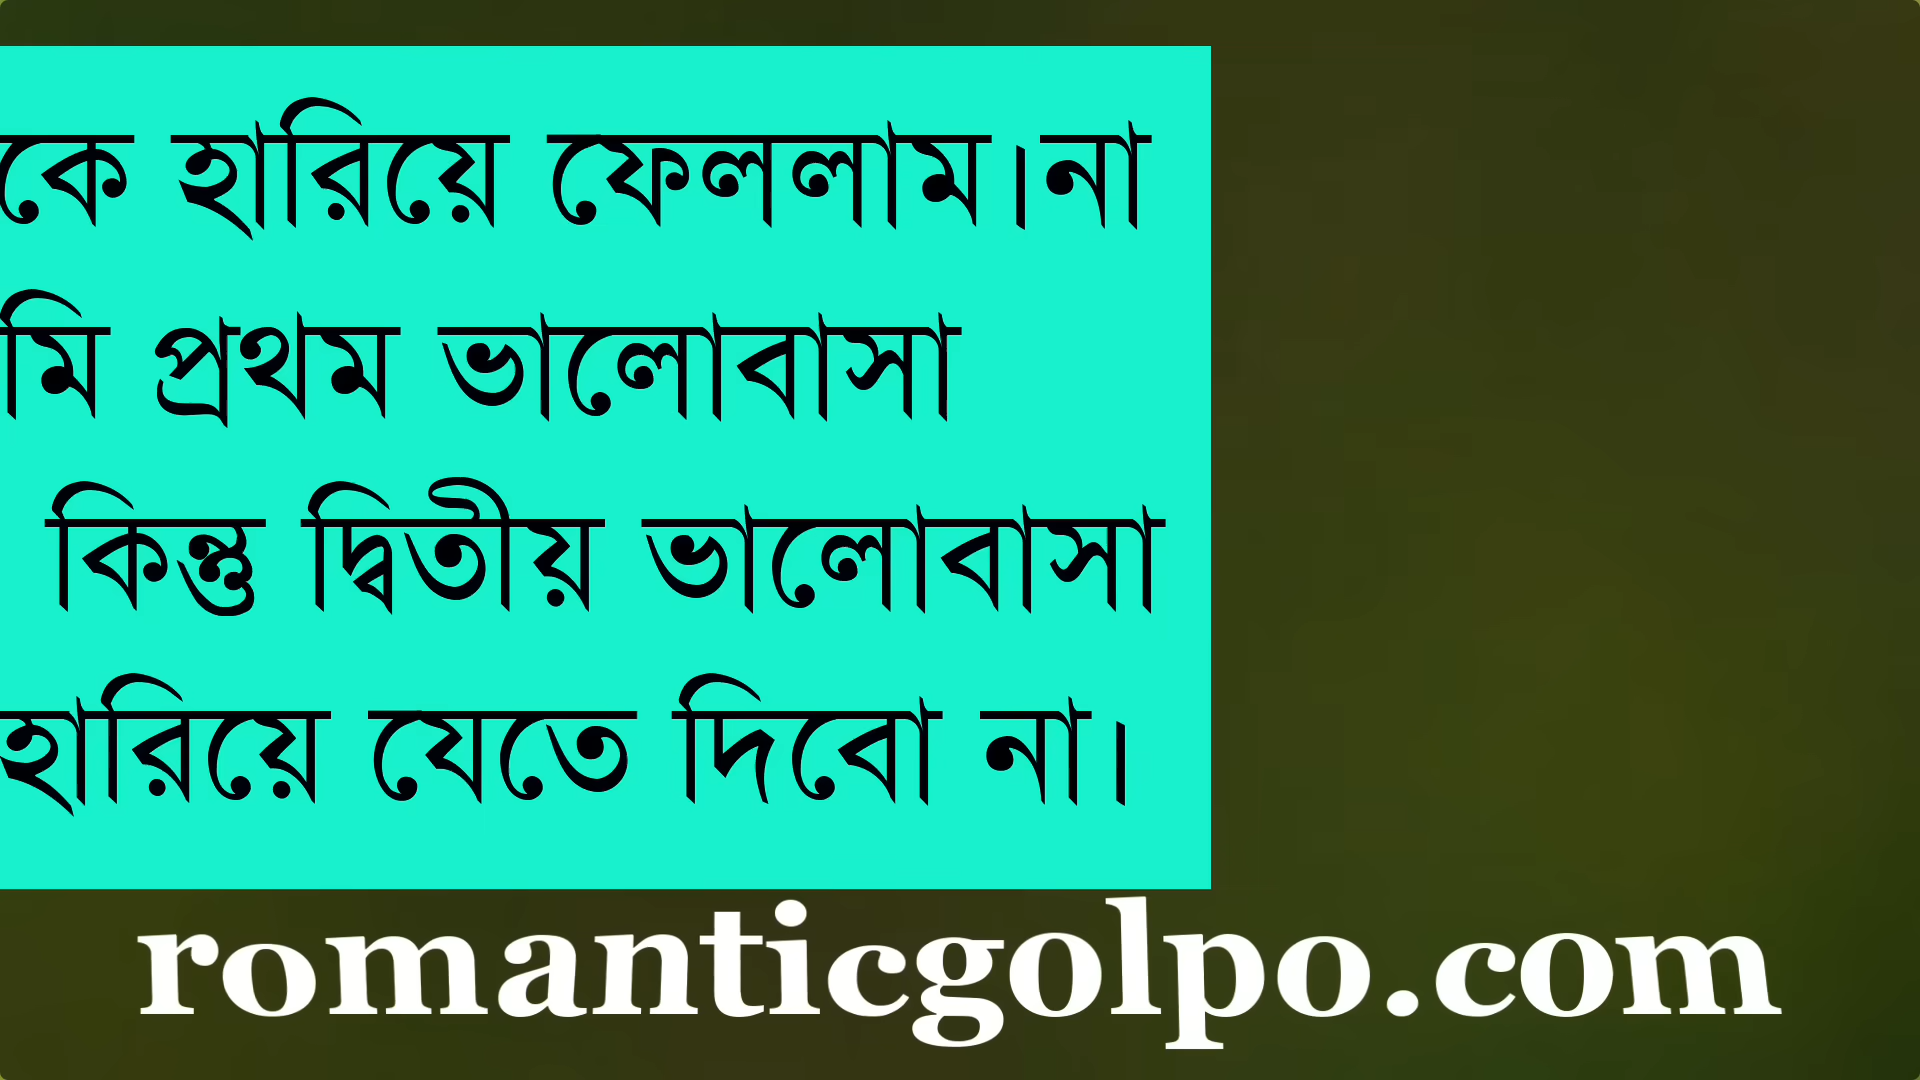 কে হারিয়ে ফেললাম।না
মি প্রথম ভালোবাসা
কিন্তু দ্বিতীয় ভালোবাসা
হারিয়ে যেতে দিবো না।
romanticgolpo.com